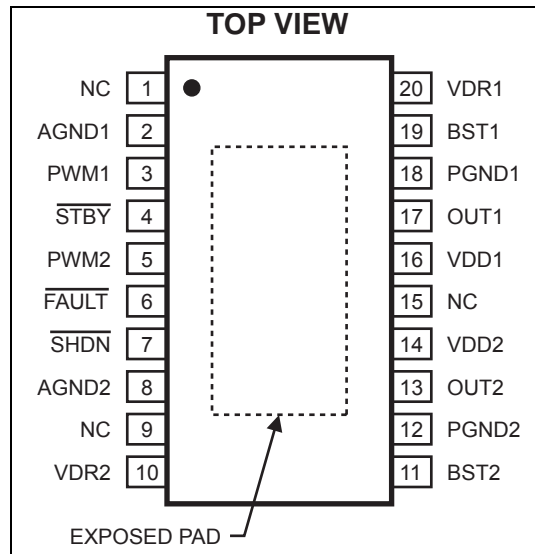 TOP VIEW
NC 1 20 VDR1
AGND1 2 19 BST1
PWM1 3 18 PGND1
STBY 4 17 OUT1
PWM2 5 16 VDD1
FAULT 6 15 NC
SHDN 7 14 VDD2
AGND2 8 13 OUT2
NC 9 12 PGND2
VDR2 10 11 BST2
EXPOSED PAD